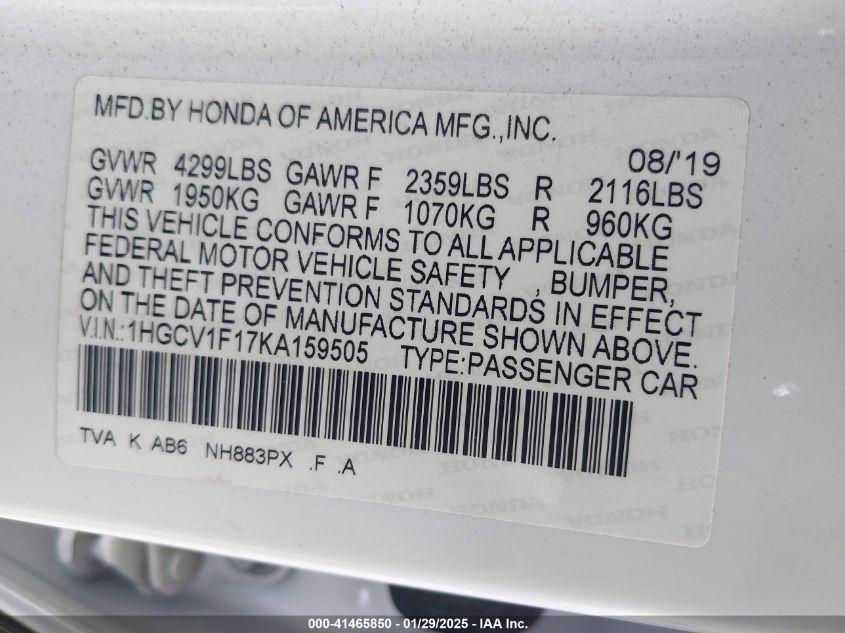 MFD.BY HONDA OF AMERICA MFG.,INC.
08/'19
GVWR 4299LBS GAWR F 2359LBS R 2116LBS
GVWR 1950KG GAWR F 1070KG R 960KG
THIS VEHICLE CONFORMS TO ALL APPLICABLE
FEDERAL MOTOR VEHICLE SAFETY , BUMPER,
AND THEFT PREVENTION STANDARDS IN EFFECT
ON THE DATE OF MANUFACTURE SHOWN ABOVE.
V.I.N.:1HGCV1F17KA159505 TYPE:PASSENGER CAR
TVA K AB6 NH883PX .F .A
000-41465850 - 01/29/2025 - IAA Inc.